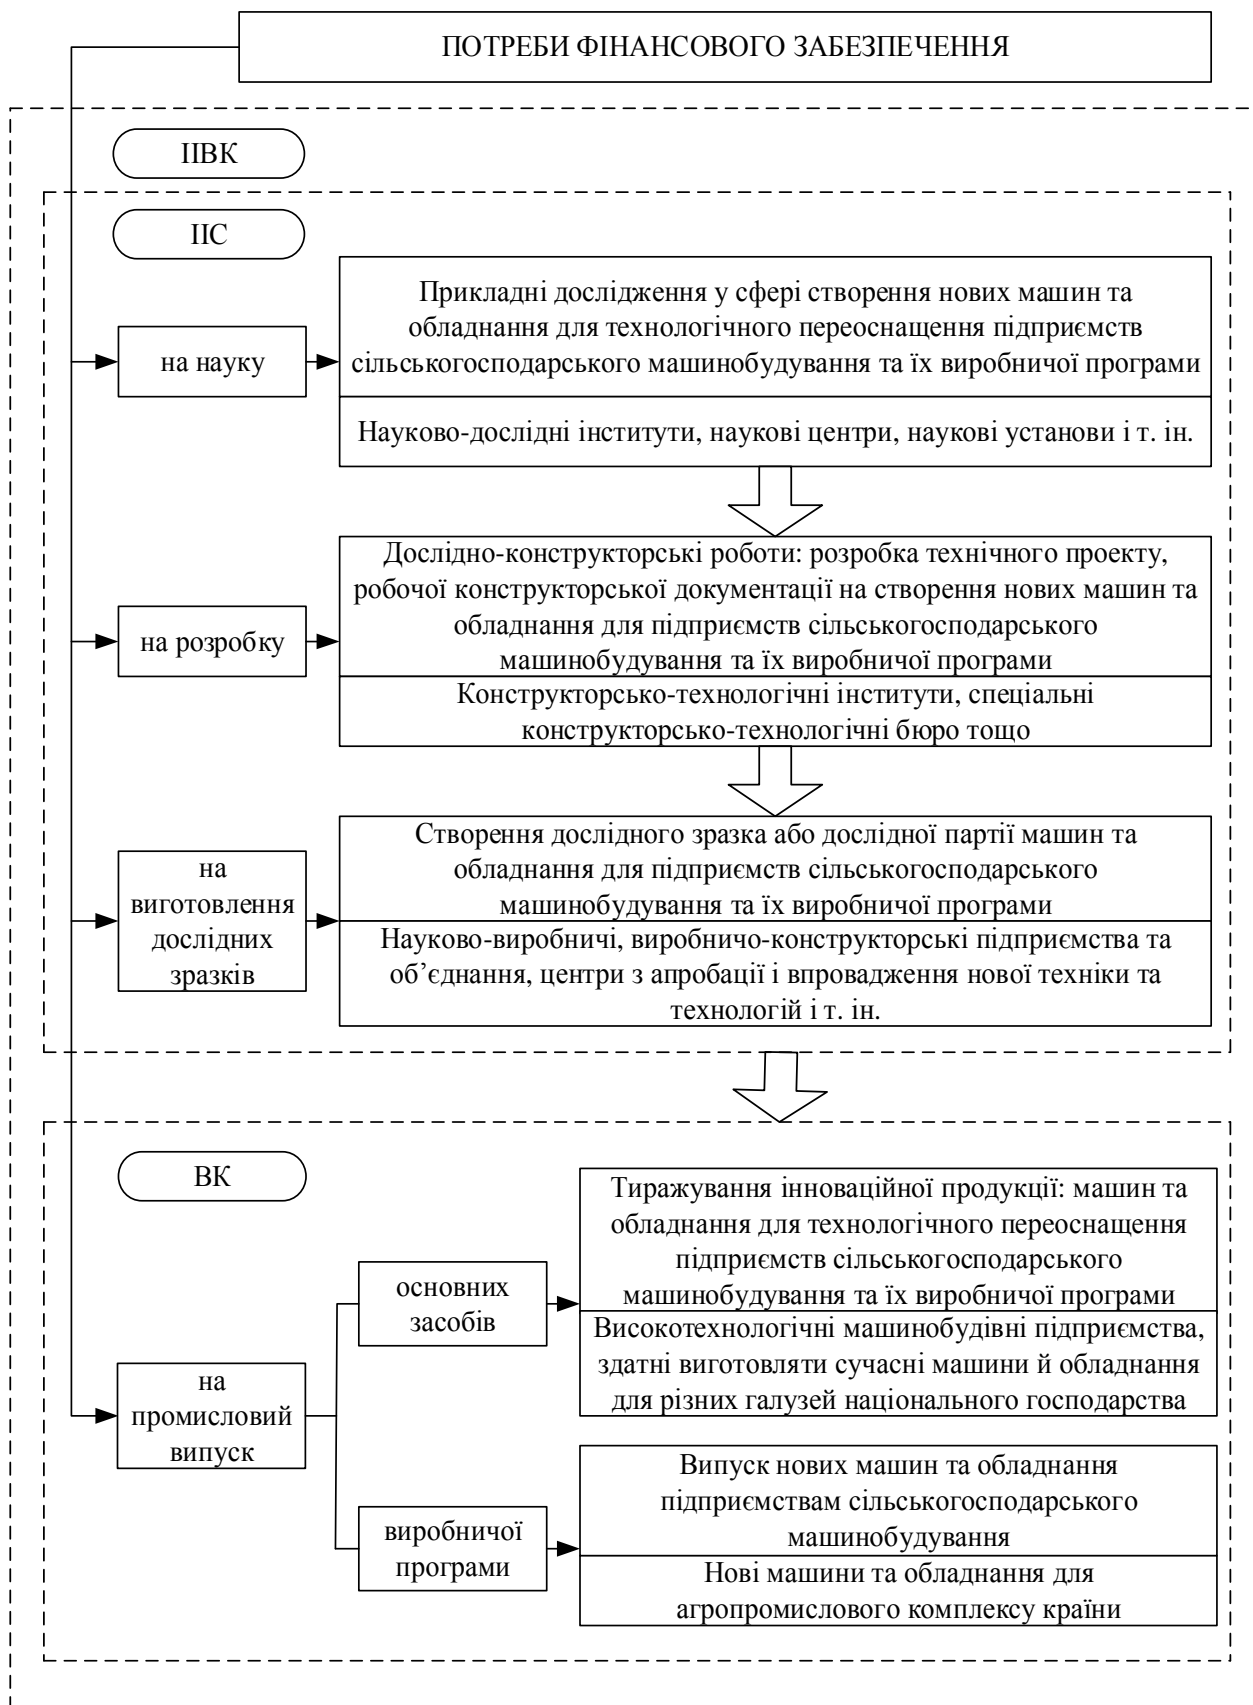 ПОТРЕБИ ФІНАНСОВОГО ЗАБЕЗПЕЧЕННЯ
ІІВК
ІІС
на науку
Прикладні дослідження у сфері створення нових машин та
обладнання для технологічного переоснащення підприємств
сільськогосподарського машинобудування та їх виробничої програми
Науково-дослідні інститути, наукові центри, наукові установи і т. ін.
на розробку
Дослідно-конструкторські роботи: розробка технічного проекту,
робочої конструкторської документації на створення нових машин та
обладнання для підприємств сільськогосподарського
машинобудування та їх виробничої програми
Конструкторсько-технологічні інститути, спеціальні
конструкторсько-технологічні бюро тощо
на
виготовлення
дослідних
зразків
Створення дослідного зразка або дослідної партії машин та
обладнання для підприємств сільськогосподарського
машинобудування та їх виробничої програми
Науково-виробничі, виробничо-конструкторські підприємства та
об’єднання, центри з апробації і впровадження нової техніки та
технологій і т. ін.
ВК
на
промисловий
випуск
основних
засобів
Тиражування інноваційної продукції: машин та
обладнання для технологічного переоснащення
підприємств сільськогосподарського
машинобудування та їх виробничої програми
Високотехнологічні машинобудівні підприємства,
здатні виготовляти сучасні машини й обладнання
для різних галузей національного господарства
виробничої
програми
Випуск нових машин та обладнання
підприємствам сільськогосподарського
машинобудування
Нові машини та обладнання для
агропромислового комплексу країни